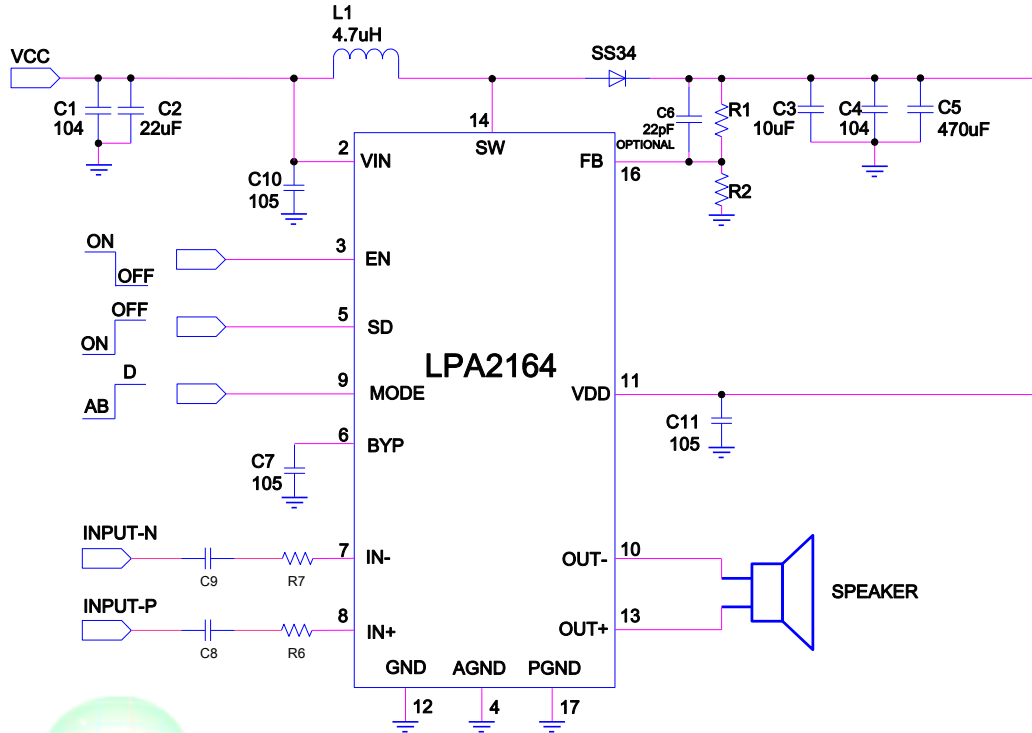 L1
4.7uH
VCC
SS34
C1
104
C2
22uF
C6
22pF
OPTIONAL
R1
C3
10uF
C4
104
C5
470uF
14
SW
2
VIN
FB
16
C10
105
R2
ON
OFF
3
EN
OFF
ON
5
SD
LPA2164
D
AB
9
MODE
VDD
11
6
BYP
C7
105
C11
105
INPUT-N
C9
R7
7
IN-
OUT-
10
SPEAKER
INPUT-P
C8
R6
8
IN+
OUT+
13
GND
AGND
PGND
12
4
17